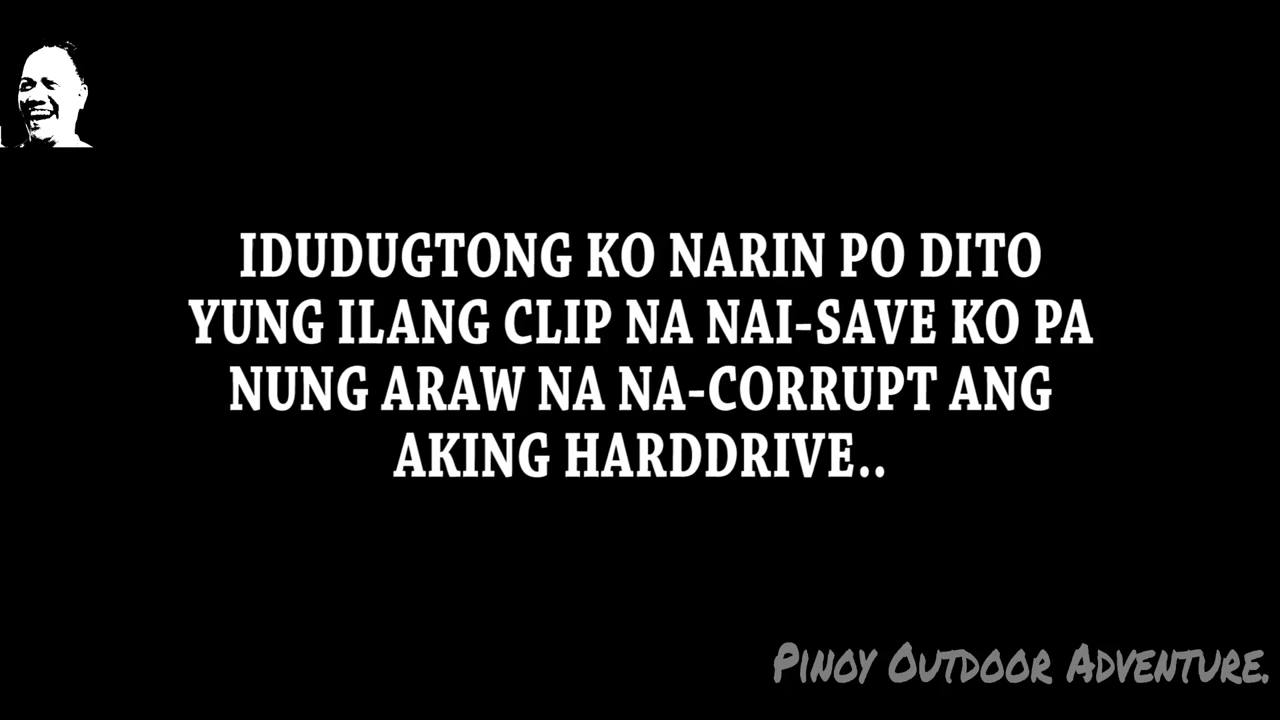 IDUDUGTONG KO NARIN PO DITO
YUNG ILANG CLIP NA NAI-SAVE KO PA
NUNG ARAW NA NA-CORRUPT ANG
AKING HARDDRIVE..
PINOY OUTDOOR ADVENTURE.